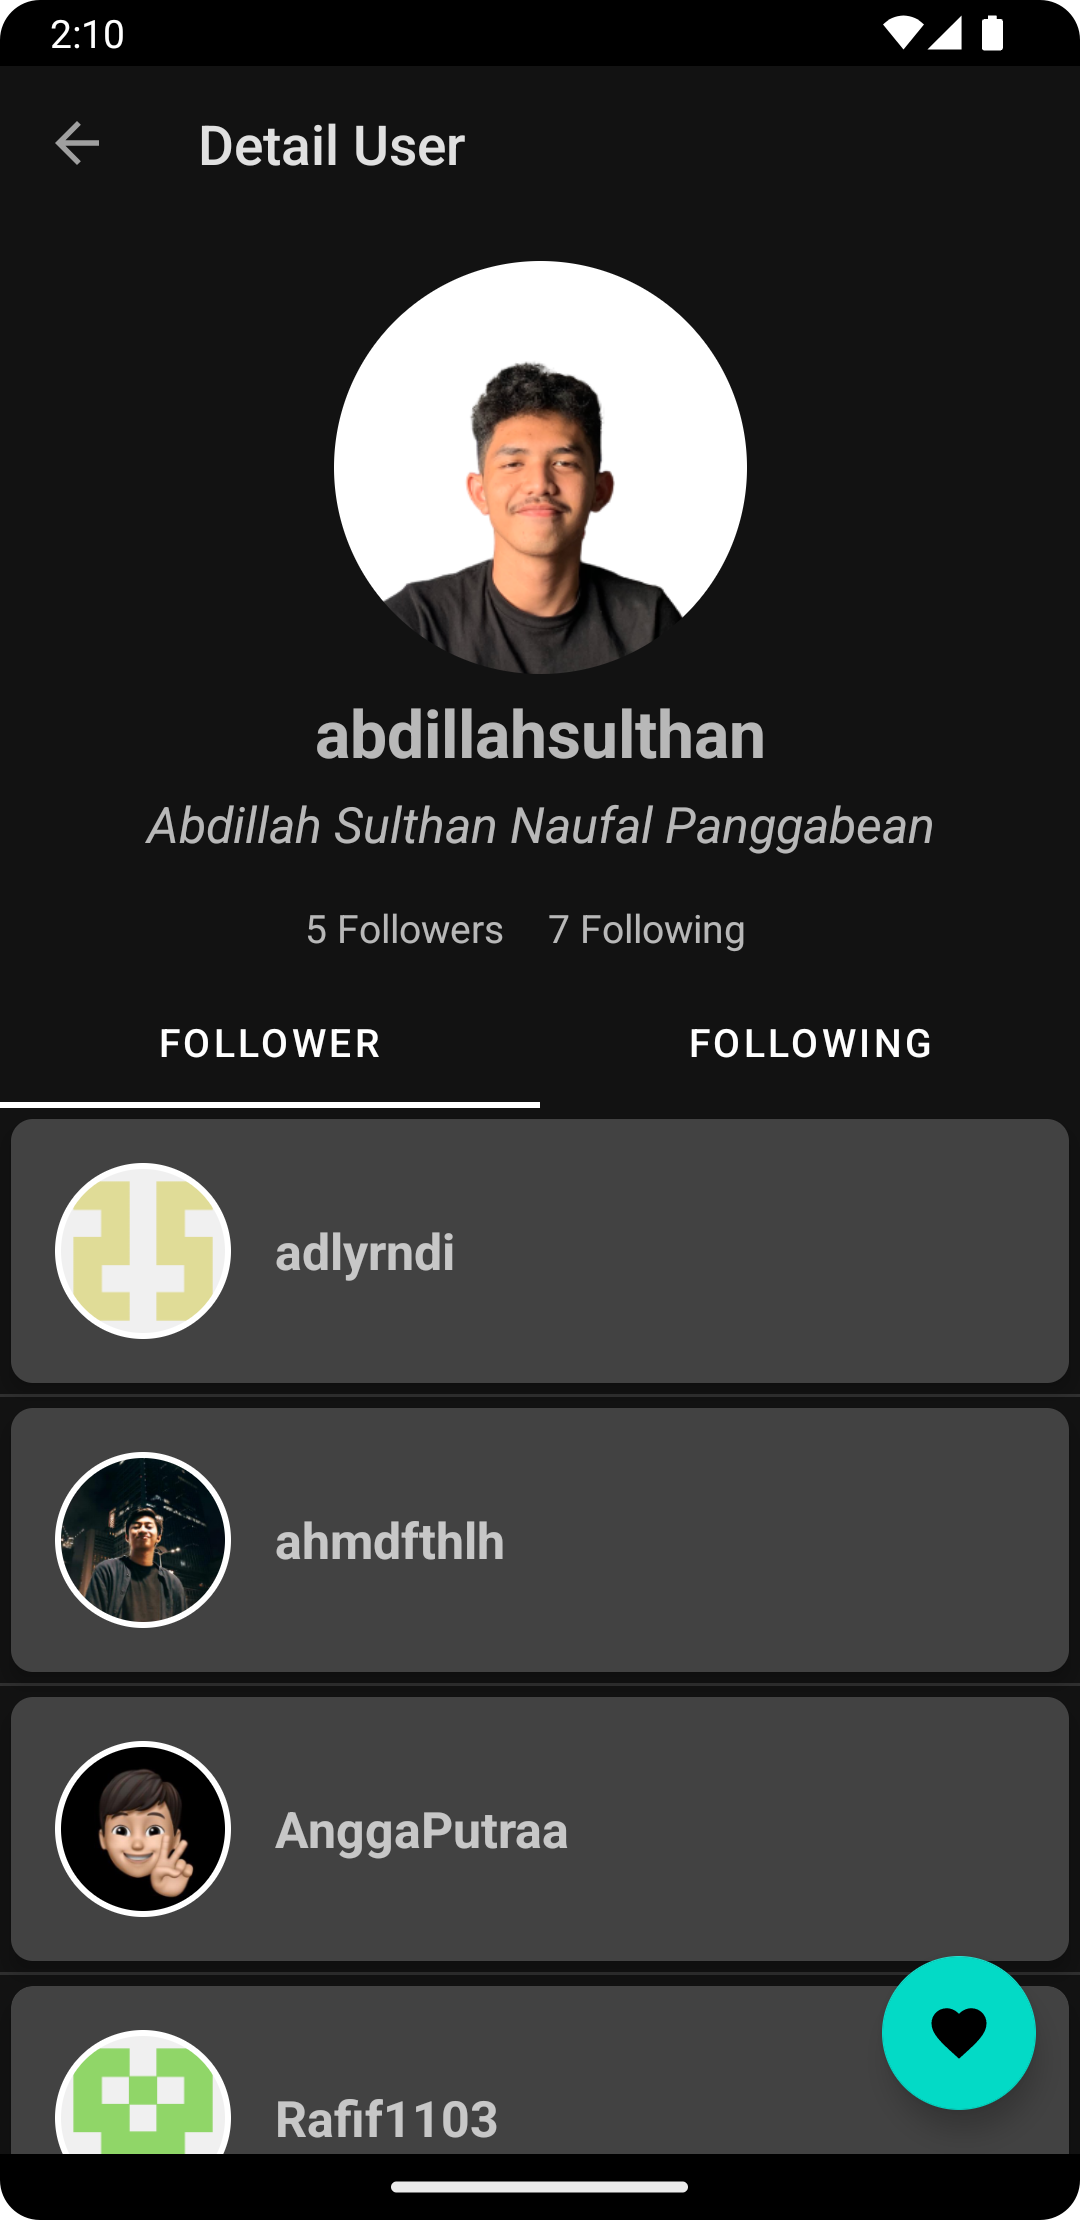 2:10
Detail User
abdillahsulthan
Abdillah Sulthan Naufal Panggabean
5 Followers 7 Following
FOLLOWER FOLLOWING
adlyrndi
ahmdfthlh
AnggaPutraa
Rafif1103